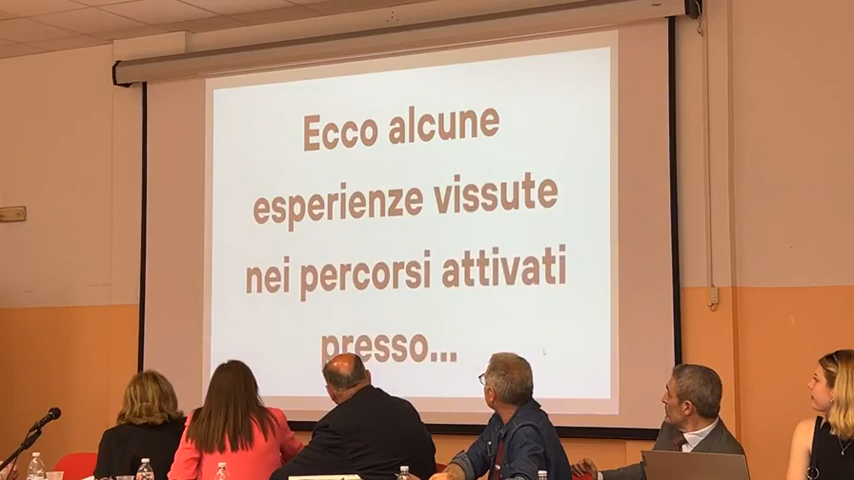 Ecco alcune
esperienze vissute
nei percorsi attivati
presso...